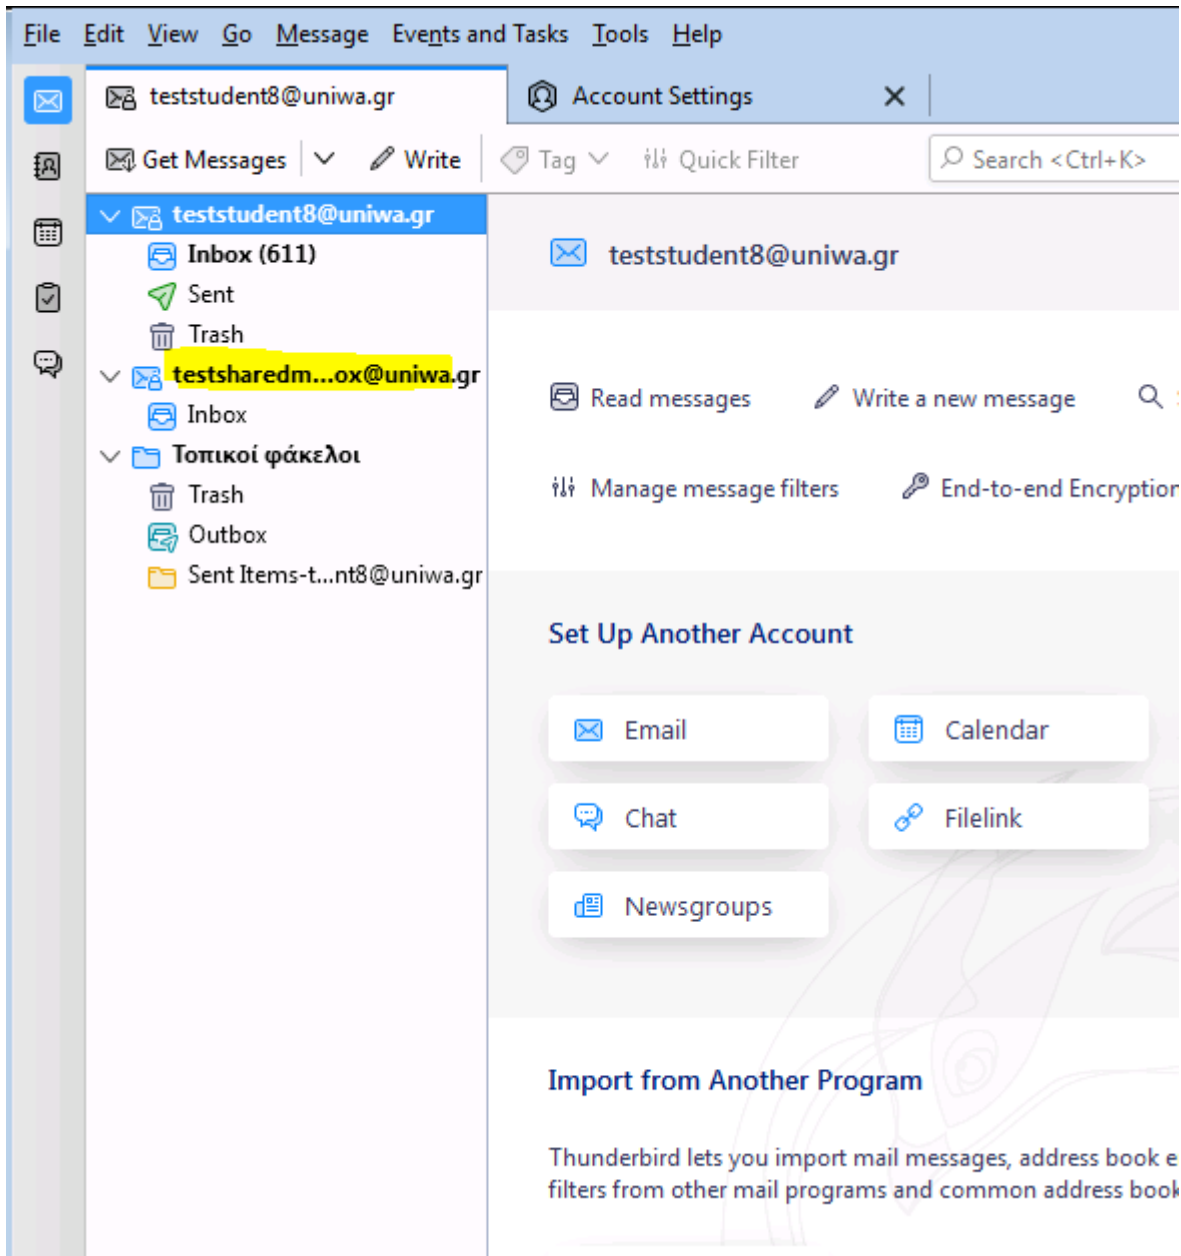 File Edit View Go Message Events and Tasks Tools Help
teststudent8@uniwa.gr Account Settings
Get Messages Write Tag Quick Filter Search <Ctrl+K>
teststudent8@uniwa.gr
Inbox (611)
Sent
Trash
testsharedm...ox@uniwa.gr
Inbox
Τοπικοί φάκελοι
Trash
Outbox
Sent Items-t...nt8@uniwa.gr
teststudent8@uniwa.gr
Read messages Write a new message
Manage message filters End-to-end Encryption
Set Up Another Account
Email Calendar
Chat Filelink
Newsgroups
Import from Another Program
Thunderbird lets you import mail messages, address book
filters from other mail programs and common address book